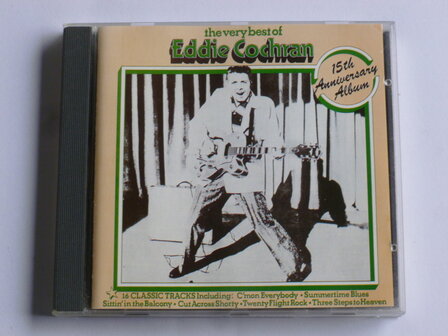 the very best of
Eddie Cochran
15th
Anniversary
Album
16 CLASSIC TRACKS Including: C'mon Everybody • Summertime Blues
Sittin' in the Balcony • Cut Across Shorty • Twenty Flight Rock • Three Steps to Heaven